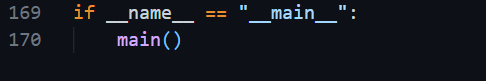 169 if __name__ == "__main__":
170     main()